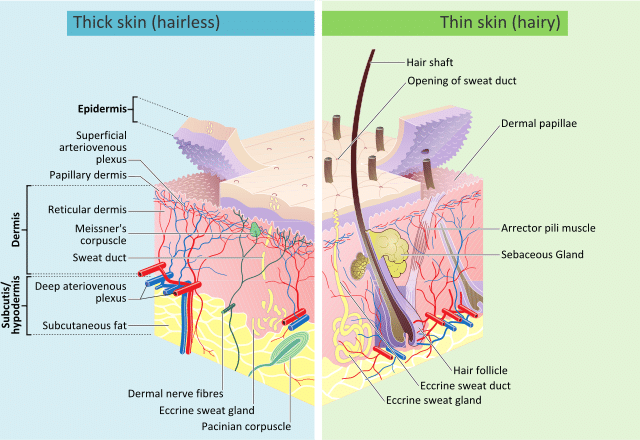 Thick skin (hairless)
Thin skin (hairy)
Epidermis
Superficial
arteriovenous
plexus
Papillary dermis
Dermis
Reticular dermis
Meissner's
corpuscle
Sweat duct
Subcutis/
hypodermis
Deep ateriovenous
plexus
Subcutaneous fat
Dermal nerve fibres
Eccrine sweat gland
Pacinian corpuscle
Hair shaft
Opening of sweat duct
Dermal papillae
Arrector pili muscle
Sebaceous Gland
Hair follicle
Eccrine sweat duct
Eccrine sweat gland